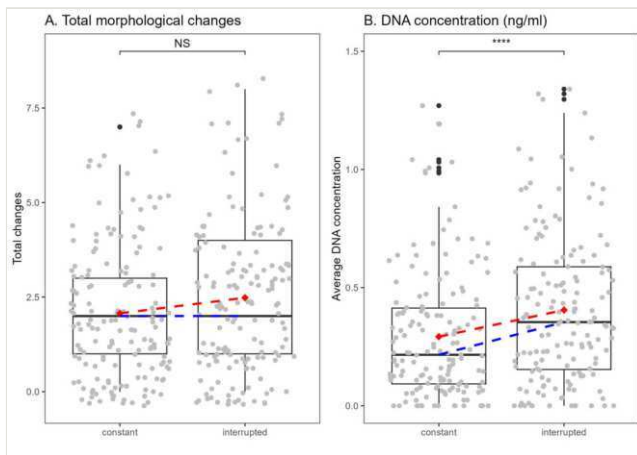 A. Total morphological changes
NS
7.5
5.0
2.5
0.0
Total changes
constant
interrupted
B. DNA concentration (ng/ml)
****
1.5
1.0
0.5
0.0
Average DNA concentration
constant
interrupted